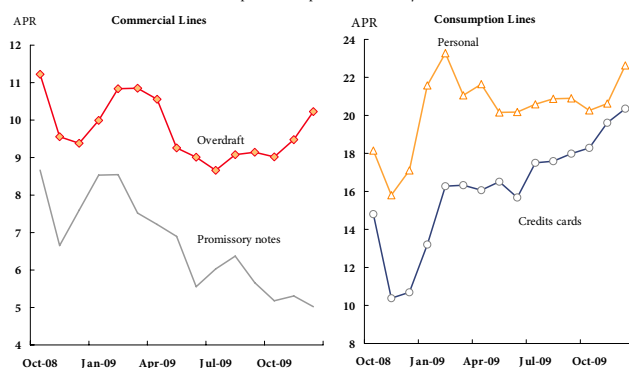 APR
Commercial Lines
12
11
10
9
8
7
6
5
4
Overdraft
Promissory notes
Oct-08 Jan-09 Apr-09 Jul-09 Oct-09
APR
Consumption Lines
24
22
20
18
16
14
12
10
8
Personal
Credits cards
Oct-08 Jan-09 Apr-09 Jul-09 Oct-09